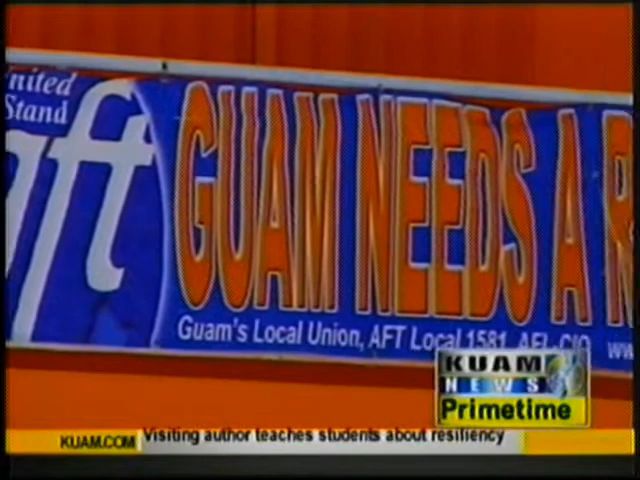 United
Stand
aft
GUAM NEEDS A R
Guam's Local Union, AFT Local 1581, AFL-CIO
KUAM
NEWS
Primetime
KUAM.COM
Visiting author teaches students about resiliency